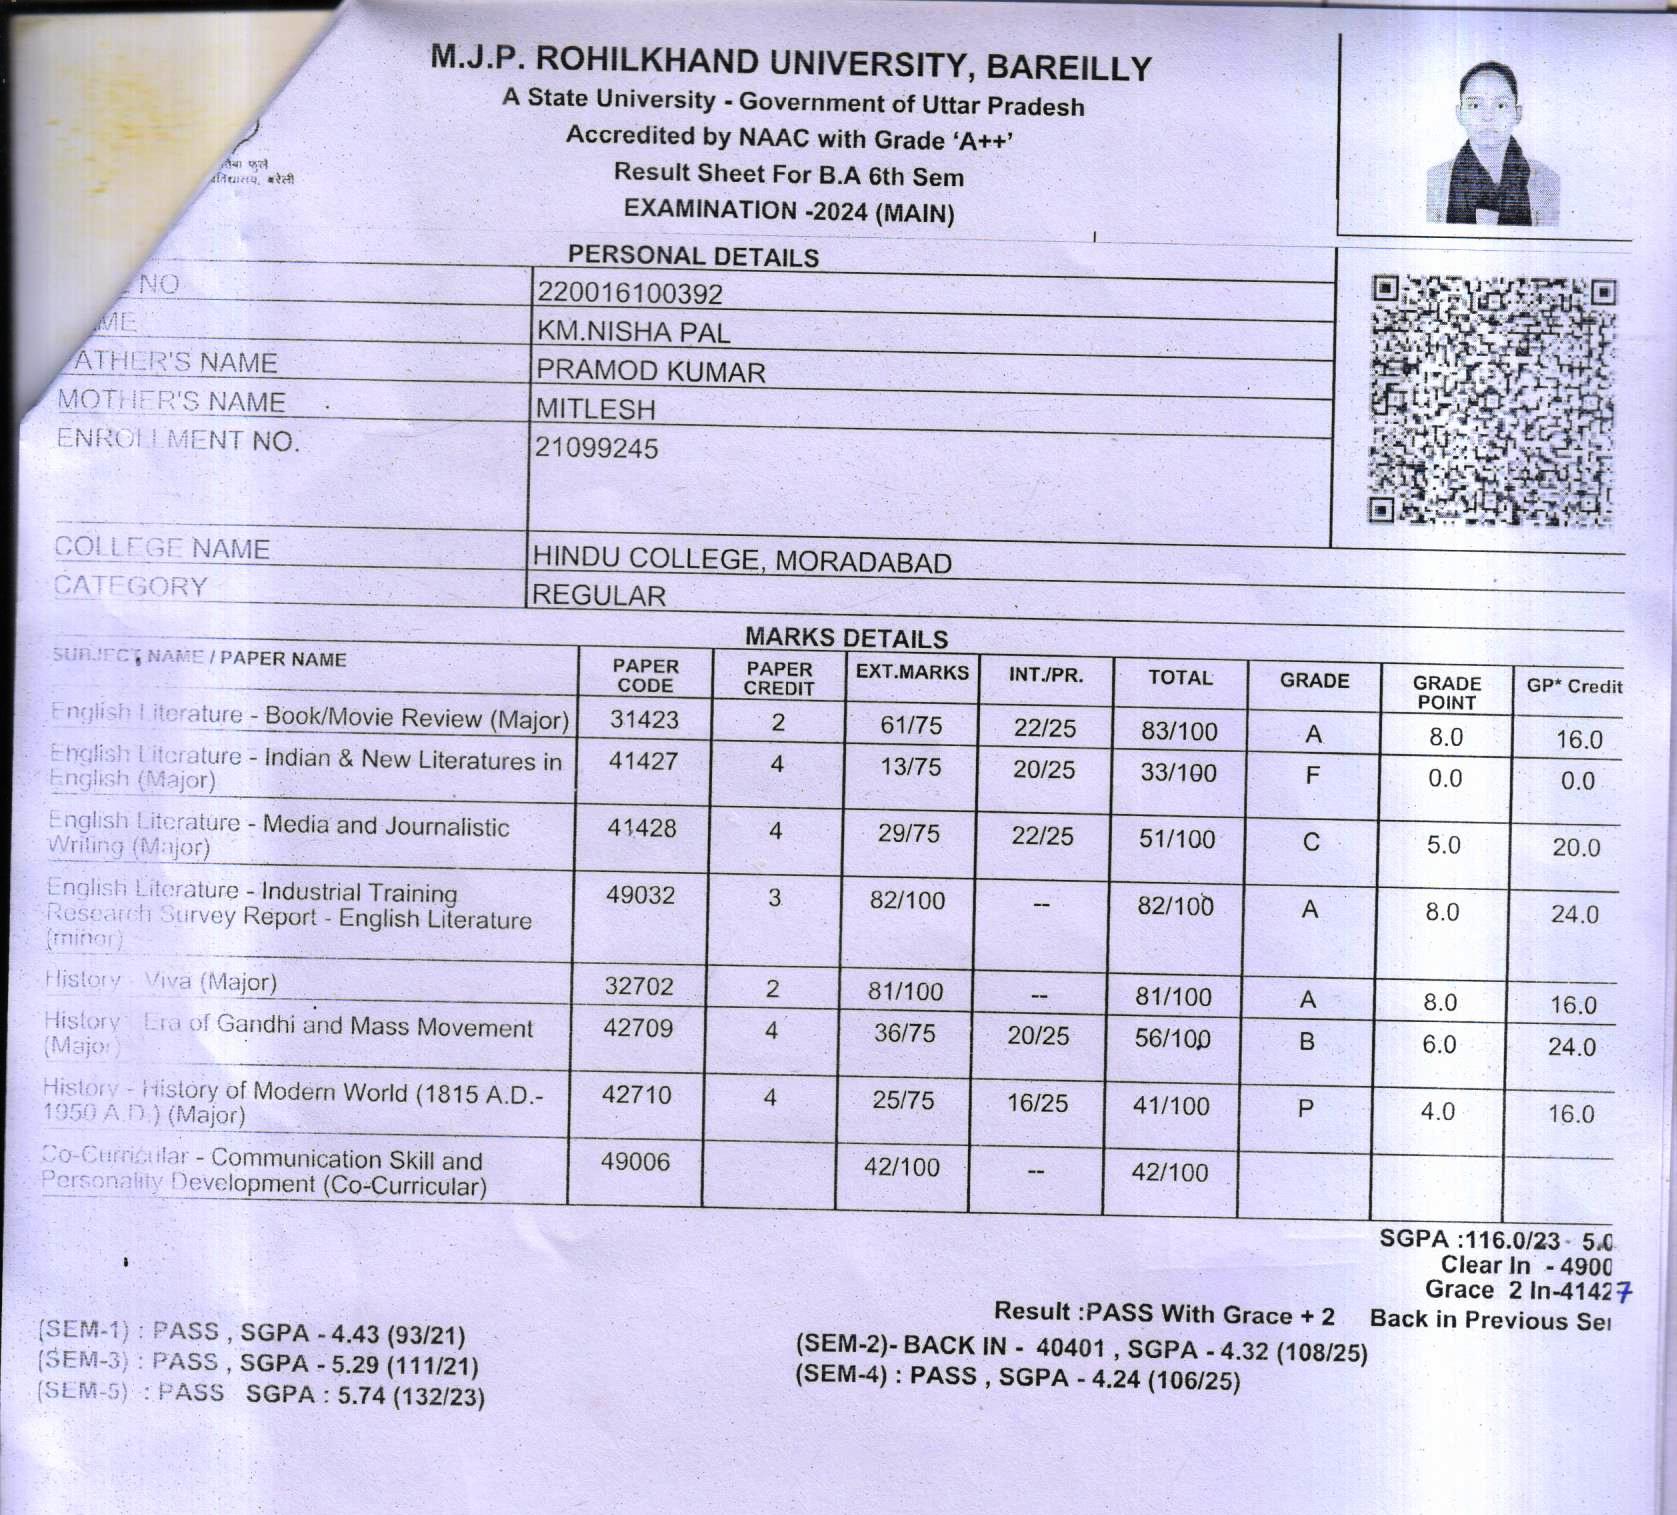 M.J.P. ROHILKHAND UNIVERSITY, BAREILLY
A State University - Government of Uttar Pradesh
Accredited by NAAC with Grade ‘A++’
Result Sheet For B.A 6th Sem
EXAMINATION -2024 (MAIN)
फुले
बरेली
PERSONAL DETAILS
NO 220016100392
KM.NISHA PAL
FATHER'S NAME PRAMOD KUMAR
MOTHER'S NAME MITLESH
ENROLLMENT NO. 21099245
COLLEGE NAME HINDU COLLEGE, MORADABAD
CATEGORY REGULAR
MARKS DETAILS
SUBJECT NAME / PAPER NAME PAPER CODE PAPER CREDIT EXT.MARKS INT./PR. TOTAL GRADE GRADE POINT GP* Credit
English Literature - Book/Movie Review (Major) 31423 2 61/75 22/25 83/100 A 8.0 16.0
English Literature - Indian & New Literatures in 41427 4 13/75 20/25 33/100 F 0.0 0.0
English (Major)
English Literature - Media and Journalistic 41428 4 29/75 22/25 51/100 C 5.0 20.0
Writing (Major)
English Literature - Industrial Training 49032 3 82/100 -- 82/100 A 8.0 24.0
Research Survey Report - English Literature
(minor)
History - Viva (Major) 32702 2 81/100 -- 81/100 A 8.0 16.0
History - Era of Gandhi and Mass Movement 42709 4 36/75 20/25 56/100 B 6.0 24.0
(Major)
History - History of Modern World (1815 A.D.- 42710 4 25/75 16/25 41/100 P 4.0 16.0
1950 A.D.) (Major)
Co-Curricular - Communication Skill and 49006 42/100 -- 42/100
Personality Development (Co-Curricular)
SGPA :116.0/23 5.0
Clear In - 4900
Grace 2 In-41427
Result :PASS With Grace + 2 Back in Previous
(SEM-1) : PASS , SGPA - 4.43 (93/21) (SEM-2)- BACK IN - 40401 , SGPA - 4.32 (108/25)
(SEM-3) : PASS , SGPA - 5.29 (111/21) (SEM-4) : PASS , SGPA - 4.24 (106/25)
(SEM-5) : PASS SGPA : 5.74 (132/23)